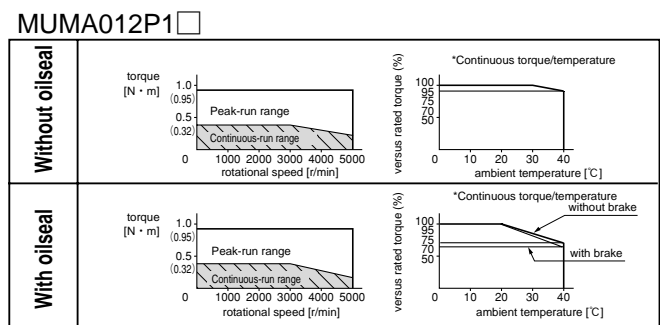 MUMA012P1□
Without oilseal
torque
[N・m]
1.0
(0.95)
0.5
(0.32)
0
Peak-run range
Continuous-run range
1000 2000 3000 4000 5000
rotational speed [r/min]
versus rated torque (%)
*Continuous torque/temperature
100
95
75
70
50
0 10 20 30 40
ambient temperature [℃]
With oilseal
torque
[N・m]
1.0
(0.95)
0.5
(0.32)
0
Peak-run range
Continuous-run range
1000 2000 3000 4000 5000
rotational speed [r/min]
versus rated torque (%)
*Continuous torque/temperature
without brake
100
95
75
70
50
with brake
0 10 20 30 40
ambient temperature [℃]